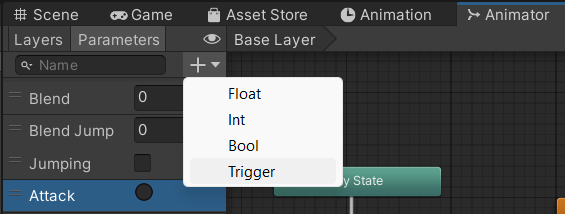 Scene Game Asset Store Animation Animator
Layers Parameters Base Layer
Name
Blend 0
Float
Int
Blend Jump 0
Bool
Jumping
Trigger
y State
Attack